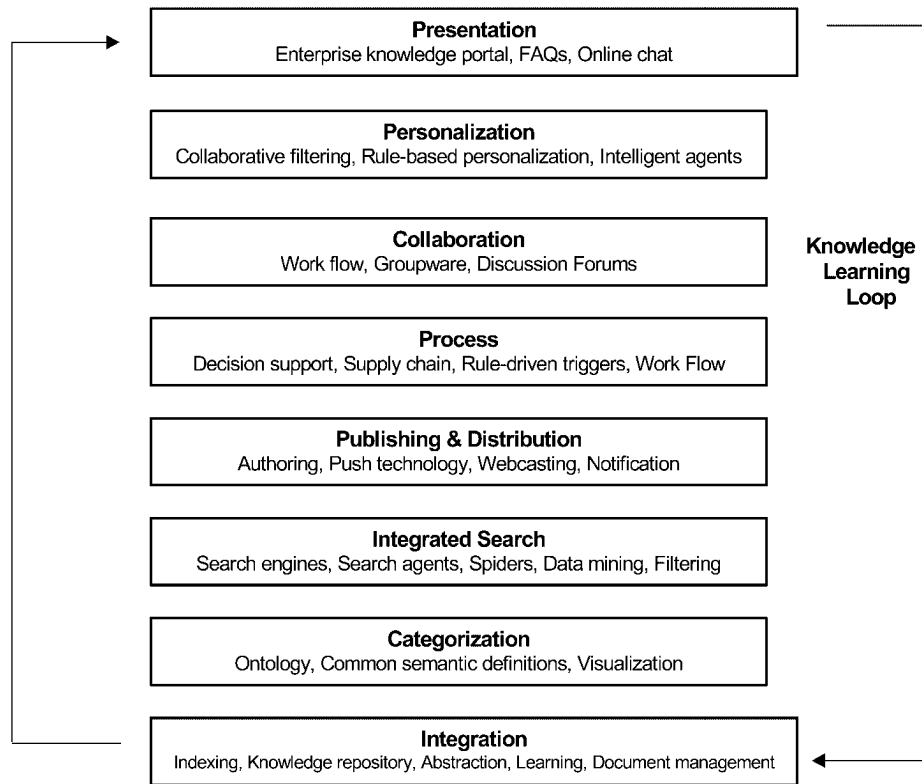 Presentation
Enterprise knowledge portal, FAQs, Online chat
Personalization
Collaborative filtering, Rule-based personalization, Intelligent agents
Collaboration
Work flow, Groupware, Discussion Forums
Knowledge
Learning
Loop
Process
Decision support, Supply chain, Rule-driven triggers, Work Flow
Publishing & Distribution
Authoring, Push technology, Webcasting, Notification
Integrated Search
Search engines, Search agents, Spiders, Data mining, Filtering
Categorization
Ontology, Common semantic definitions, Visualization
Integration
Indexing, Knowledge repository, Abstraction, Learning, Document management